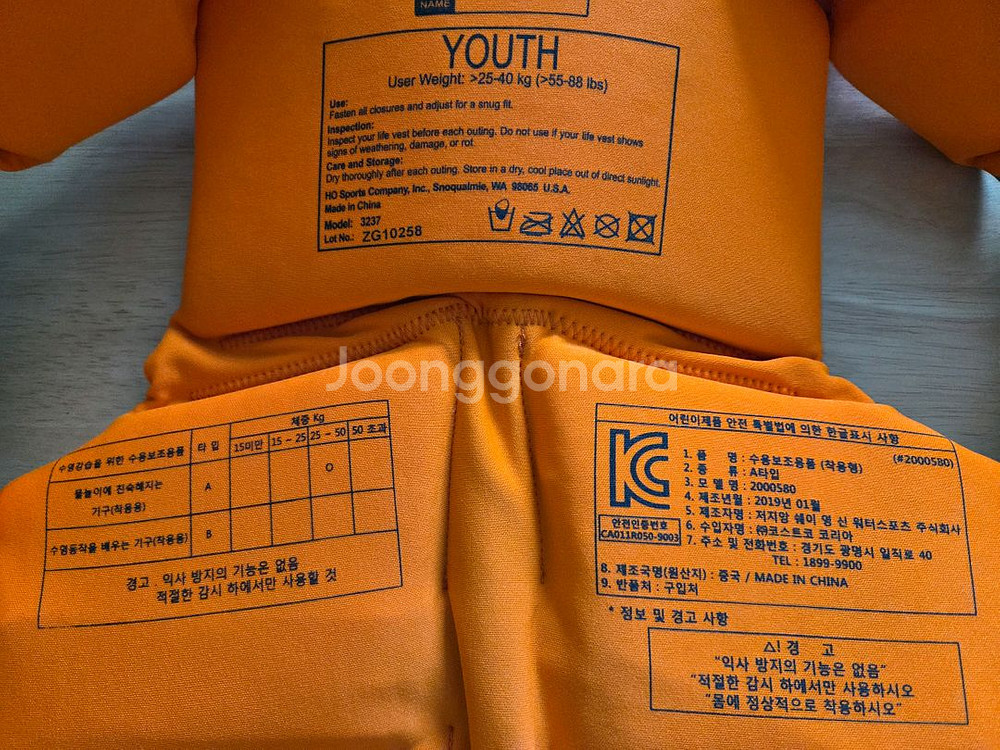 NAME
YOUTH
User Weight: >25-40 kg (>55-88 lbs)
Use:
Fasten all closures and adjust for a snug fit.
Inspection:
Inspect your life vest before each outing. Do not use if your life vest shows
signs of weathering, damage, or rot.
Care and Storage:
Dry thoroughly after each outing. Store in a dry, cool place out of direct sunlight.
HO Sports Company, Inc., Snoqualmie, WA 98065 U.S.A.
Made in China
Model: 3237
Lot No.: ZG10258
Joonggondra
체중 Kg
수영강습을 위한 수용보조용품 타 입 15미만 15 ~ 25 25 ~ 50 50 초과
물놀이에 친숙해지는
기구(착용용) A O
수영동작을 배우는 기구(착용용) B
경고 . 익사 방지의 기능은 없음
적절한 감시 하에서만 사용할 것
어린이제품 안전 특별법에 의한 한글표시 사항
(#2000580)
KC
안전인증번호
CA011R050-9003
1. 품 명 : 수용보조용품 (착용형)
2. 종 류 : A타입
3. 모 델 명 : 2000580
4. 제조년월 : 2019년 01월
5. 제조자명 : 저지앙 쉐이 영 신 워터스포츠 주식회사
6. 수입자명 : ㈜코스트코 코리아
7. 주소 및 전화번호 : 경기도 광명시 일직로 40
TEL : 1899-9900
8. 제조국명(원산지) : 중국 / MADE IN CHINA
9. 반품처 : 구입처
* 정보 및 경고 사항
⚠! 경 고
"익사 방지의 기능은 없음"
"적절한 감시 하에서만 사용하시오
"몸에 정상적으로 착용하시오"